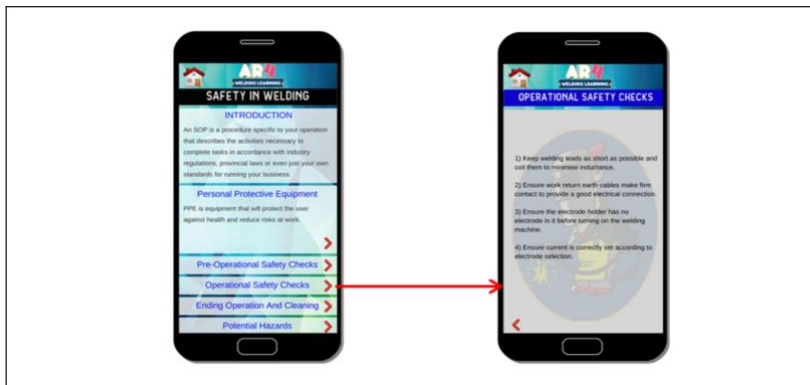 AR4
WELDING LEARNING
SAFETY IN WELDING
INTRODUCTION
An SOP is a procedure specific to your operation
that describes the activities necessary to
complete tasks in accordance with industry
regulations, provincial laws or even just your own
standards for running your business.
Personal Protective Equipment
PPE is equipment that will protect the user
against health and reduce risks at work.
Pre-Operational Safety Checks
Operational Safety Checks
Ending Operation And Cleaning
Potential Hazards
AR4
WELDING LEARNING
OPERATIONAL SAFETY CHECKS
1) Keep welding leads as short as possible and
coil them to minimise inductance.
2) Ensure work return earth cables make firm
contact to provide a good electrical connection.
3) Ensure the electrode holder has no
electrode in it before turning on the welding
machine.
4) Ensure current is correctly set according to
electrode selection.